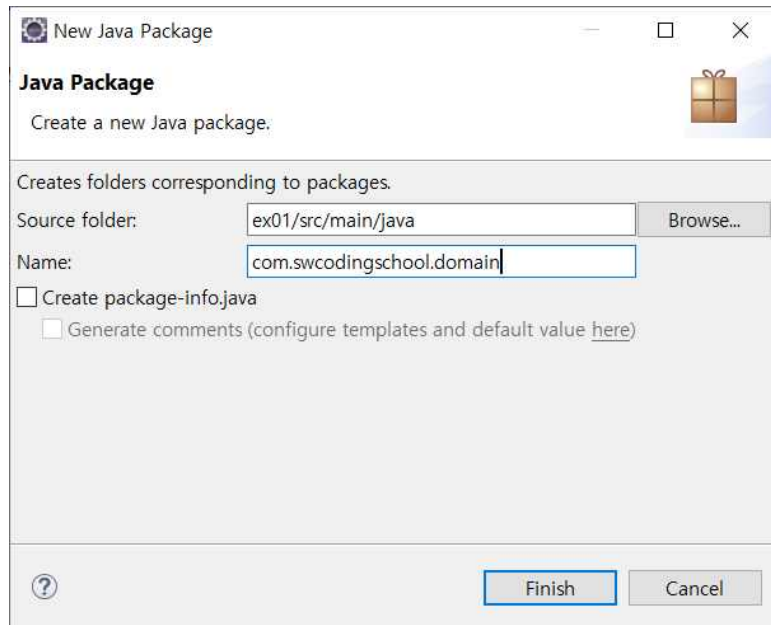 New Java Package
Java Package
Create a new Java package.
Creates folders corresponding to packages.
Source folder: ex01/src/main/java Browse...
Name: com.swcodingschool.domain
Create package-info.java
Generate comments (configure templates and default value here)
? Finish Cancel